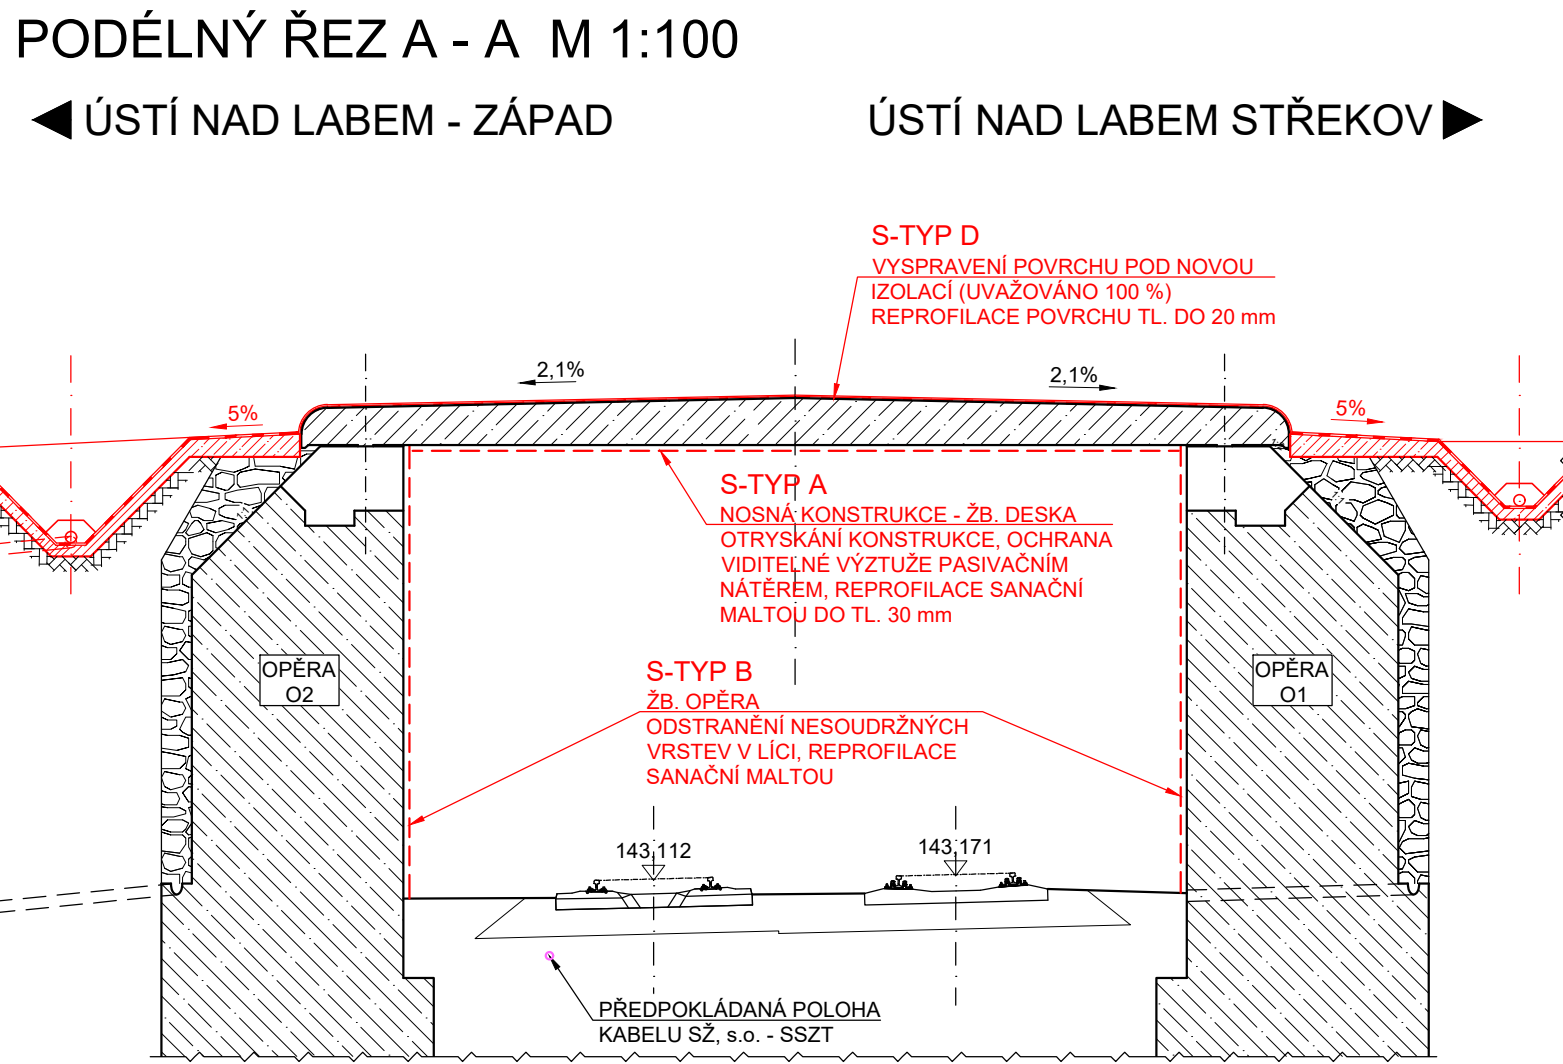 PODÉLNÝ ŘEZ A - A  M 1:100
ÚSTÍ NAD LABEM - ZÁPAD
ÚSTÍ NAD LABEM STŘEKOV
S-TYP D
VYSPRAVENÍ POVRCHU POD NOVOU
IZOLACÍ (UVAŽOVÁNO 100 %)
REPROFILACE POVRCHU TL. DO 20 mm
2,1%
2,1%
5%
5%
S-TYP A
NOSNÁ KONSTRUKCE - ŽB. DESKA
OTRYSKÁNÍ KONSTRUKCE, OCHRANA
VIDITELNÉ VÝZTUŽE PASIVAČNÍM
NÁTĚREM, REPROFILACE SANAČNÍ
MALTOU DO TL. 30 mm
OPĚRA
O2
OPĚRA
O1
S-TYP B
ŽB. OPĚRA
ODSTRANĚNÍ NESOUDRŽNÝCH
VRSTEV V LÍCI, REPROFILACE
SANAČNÍ MALTOU
143,112
143,171
PŘEDPOKLÁDANÁ POLOHA
KABELU SŽ, s.o. - SSZT